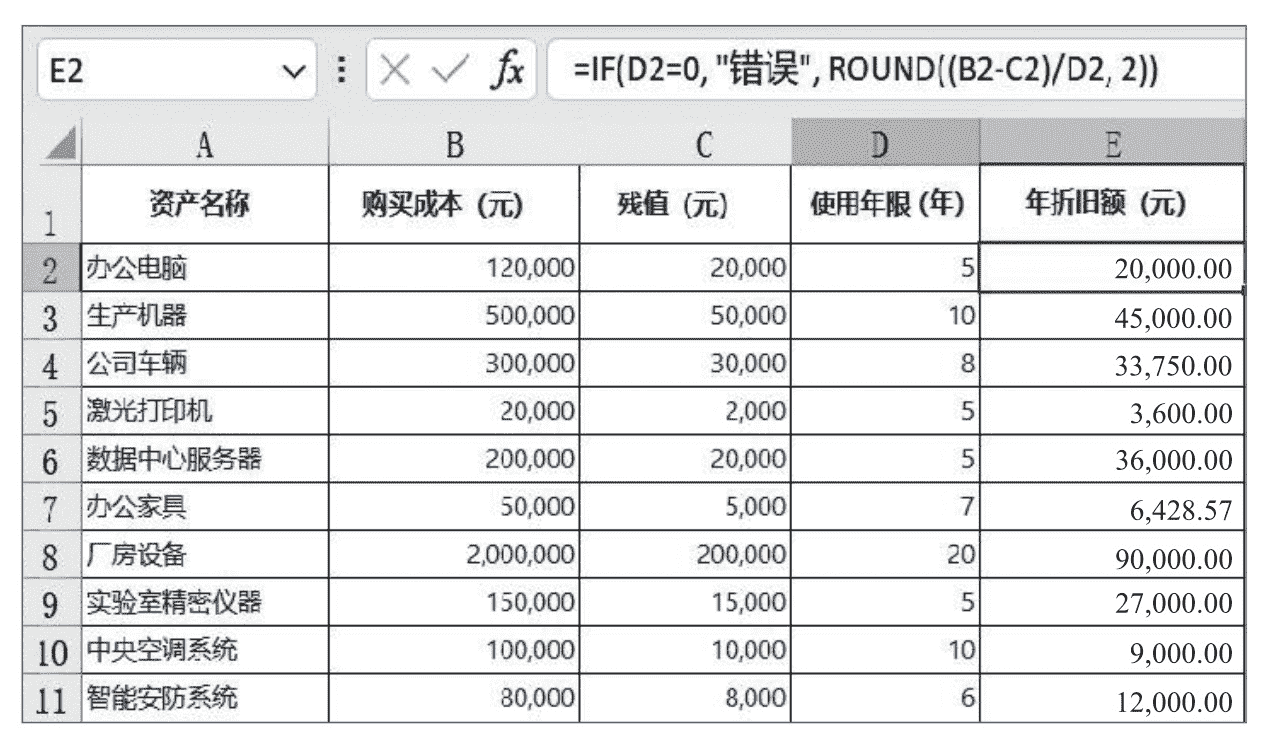 E2 fx =IF(D2=0, "错误", ROUND((B2-C2)/D2, 2))
A B C D E
1 资产名称 购买成本 (元) 残值 (元) 使用年限 (年) 年折旧额 (元)
2 办公电脑 120,000 20,000 5 20,000.00
3 生产机器 500,000 50,000 10 45,000.00
4 公司车辆 300,000 30,000 8 33,750.00
5 激光打印机 20,000 2,000 5 3,600.00
6 数据中心服务器 200,000 20,000 5 36,000.00
7 办公家具 50,000 5,000 7 6,428.57
8 厂房设备 2,000,000 200,000 20 90,000.00
9 实验室精密仪器 150,000 15,000 5 27,000.00
10 中央空调系统 100,000 10,000 10 9,000.00
11 智能安防系统 80,000 8,000 6 12,000.00